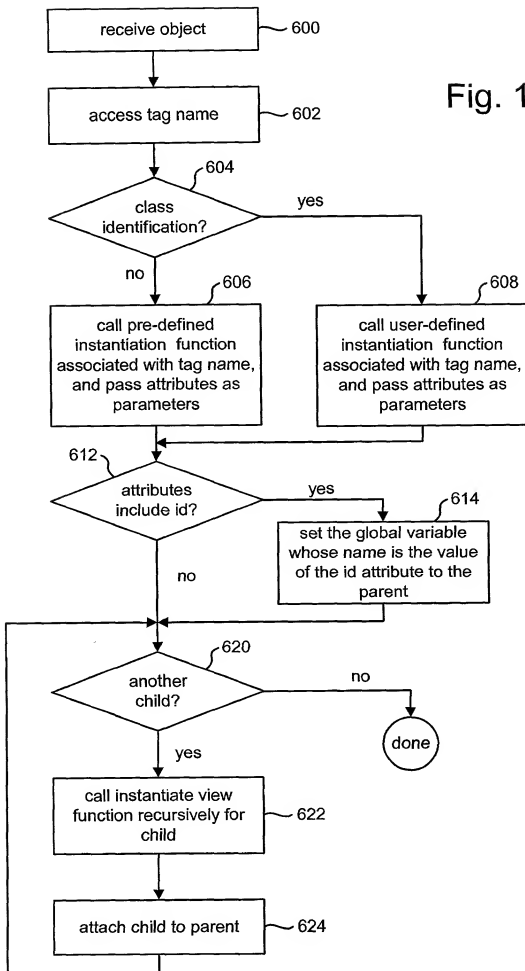 receive object
600
access tag name
602
Fig. 1
604
class
identification?
yes
no
606
608
call pre-defined
instantiation function
associated with tag name,
and pass attributes as
parameters
call user-defined
instantiation function
associated with tag name,
and pass attributes as
parameters
612
attributes
include id?
yes
614
set the global variable
whose name is the value
of the id attribute to the
parent
no
620
another
child?
no
done
yes
call instantiate view
function recursively for
child
622
attach child to parent
624